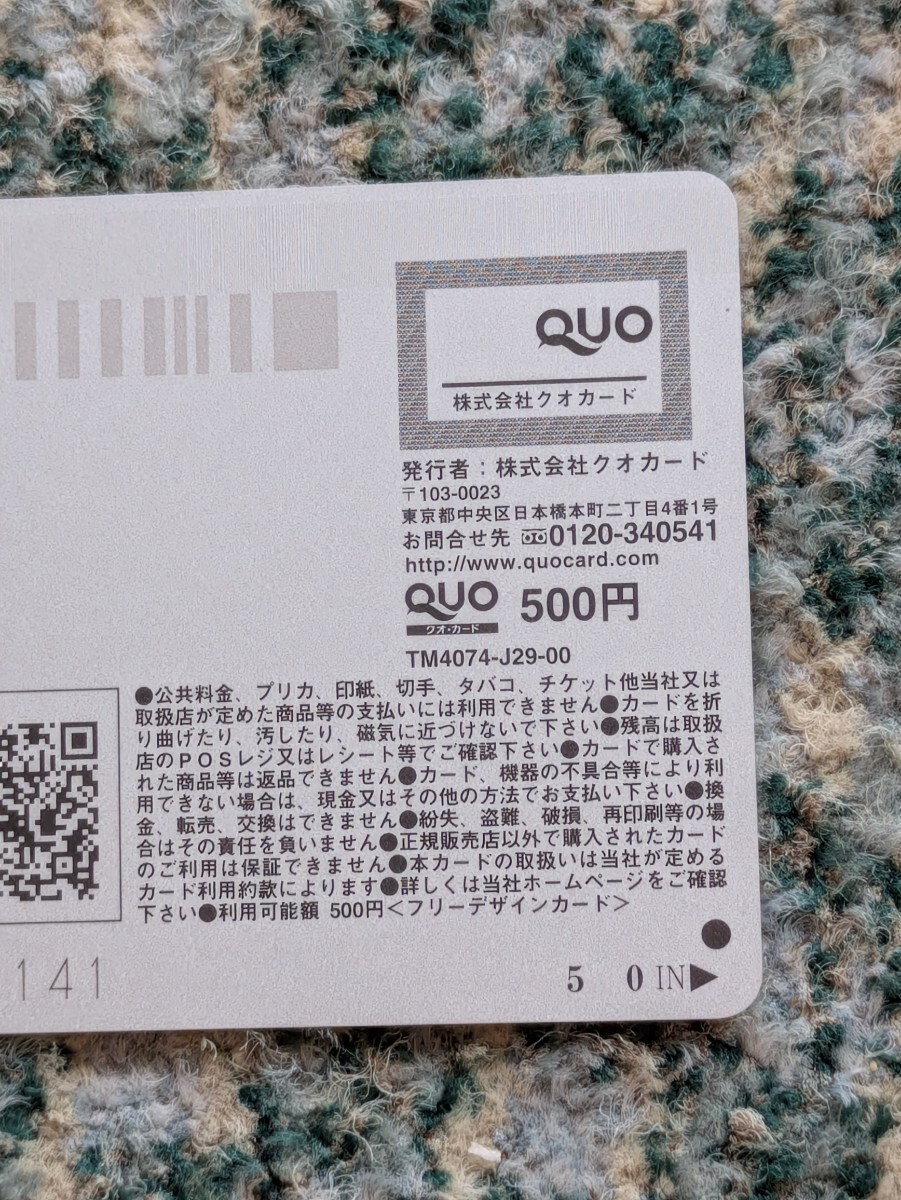 QUO
株式会社クオカード
発行者：株式会社クオカード
〒103-0023
東京都中央区日本橋本町二丁目4番1号
お問合せ先 0120-340541
http://www.quocard.com
QUO 500円
クオ・カード
TM4074-J29-00
●公共料金、プリカ、印紙、切手、タバコ、チケット他当社又は
取扱店が定めた商品等の支払いには利用できません●カードを折
り曲げたり、汚したり、磁気に近づけないで下さい●残高は取扱
店のPOSレジ又はレシート等でご確認下さい●カードで購入さ
れた商品等は返品できません●カード、機器の不具合等により利
用できない場合は、現金又はその他の方法でお支払い下さい●換
金、転売、交換はできません●紛失、盗難、破損、再印刷等の場
合はその責任を負いません●正規販売店以外で購入されたカード
のご利用は保証できません●本カードの取扱いは当社が定める
カード利用約款によります●詳しくは当社ホームページをご確認
下さい●利用可能額 500円＜フリーデザインカード＞
141
5 0 IN▶